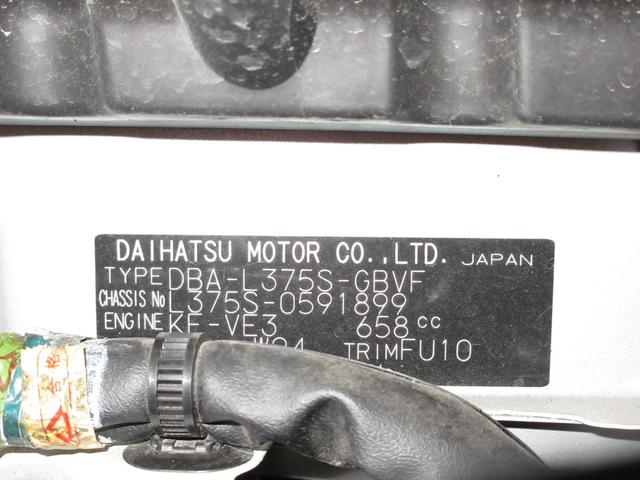 DAIHATSU MOTOR CO.,LTD. JAPAN
TYPE DBA-L375S-GBVF
CHASSIS No L375S-0591899
ENGINE KF-VE3 658cc
W24 TRIM FU10